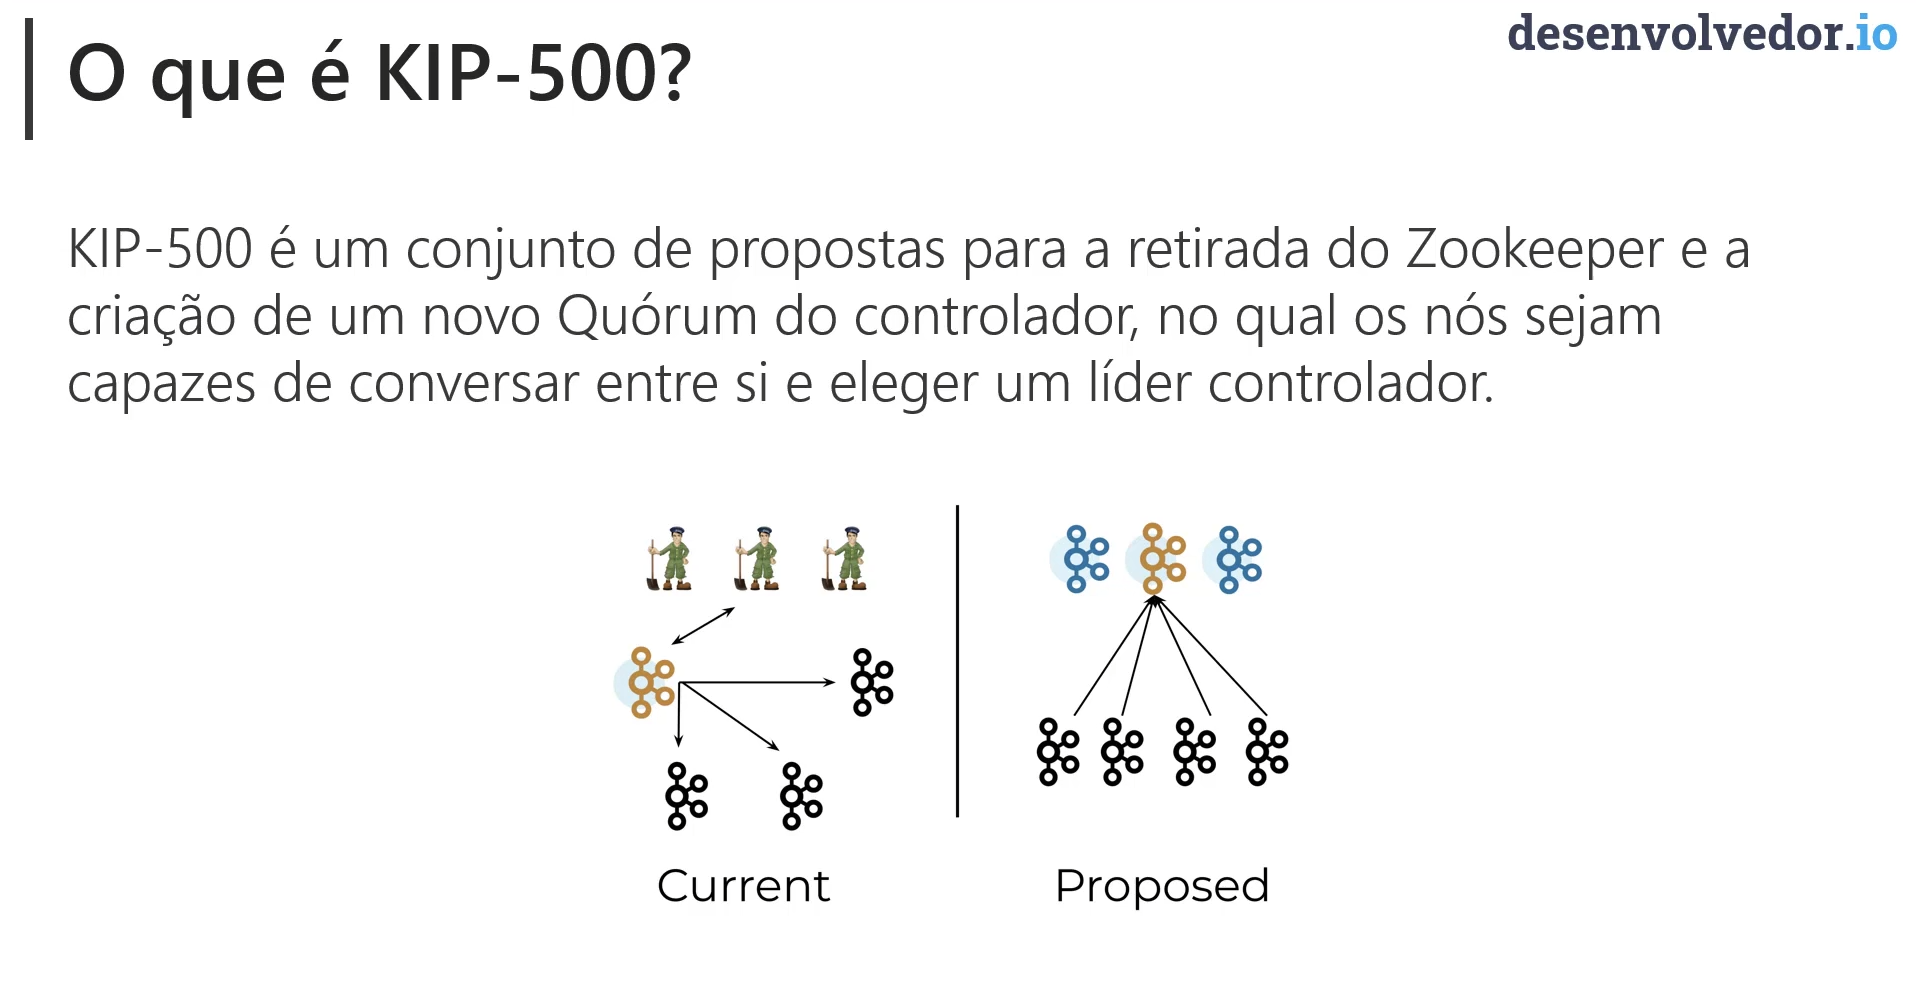 desenvolvedor.io
O que é KIP-500?
KIP-500 é um conjunto de propostas para a retirada do Zookeeper e a
criação de um novo Quórum do controlador, no qual os nós sejam
capazes de conversar entre si e eleger um líder controlador.
Current
Proposed